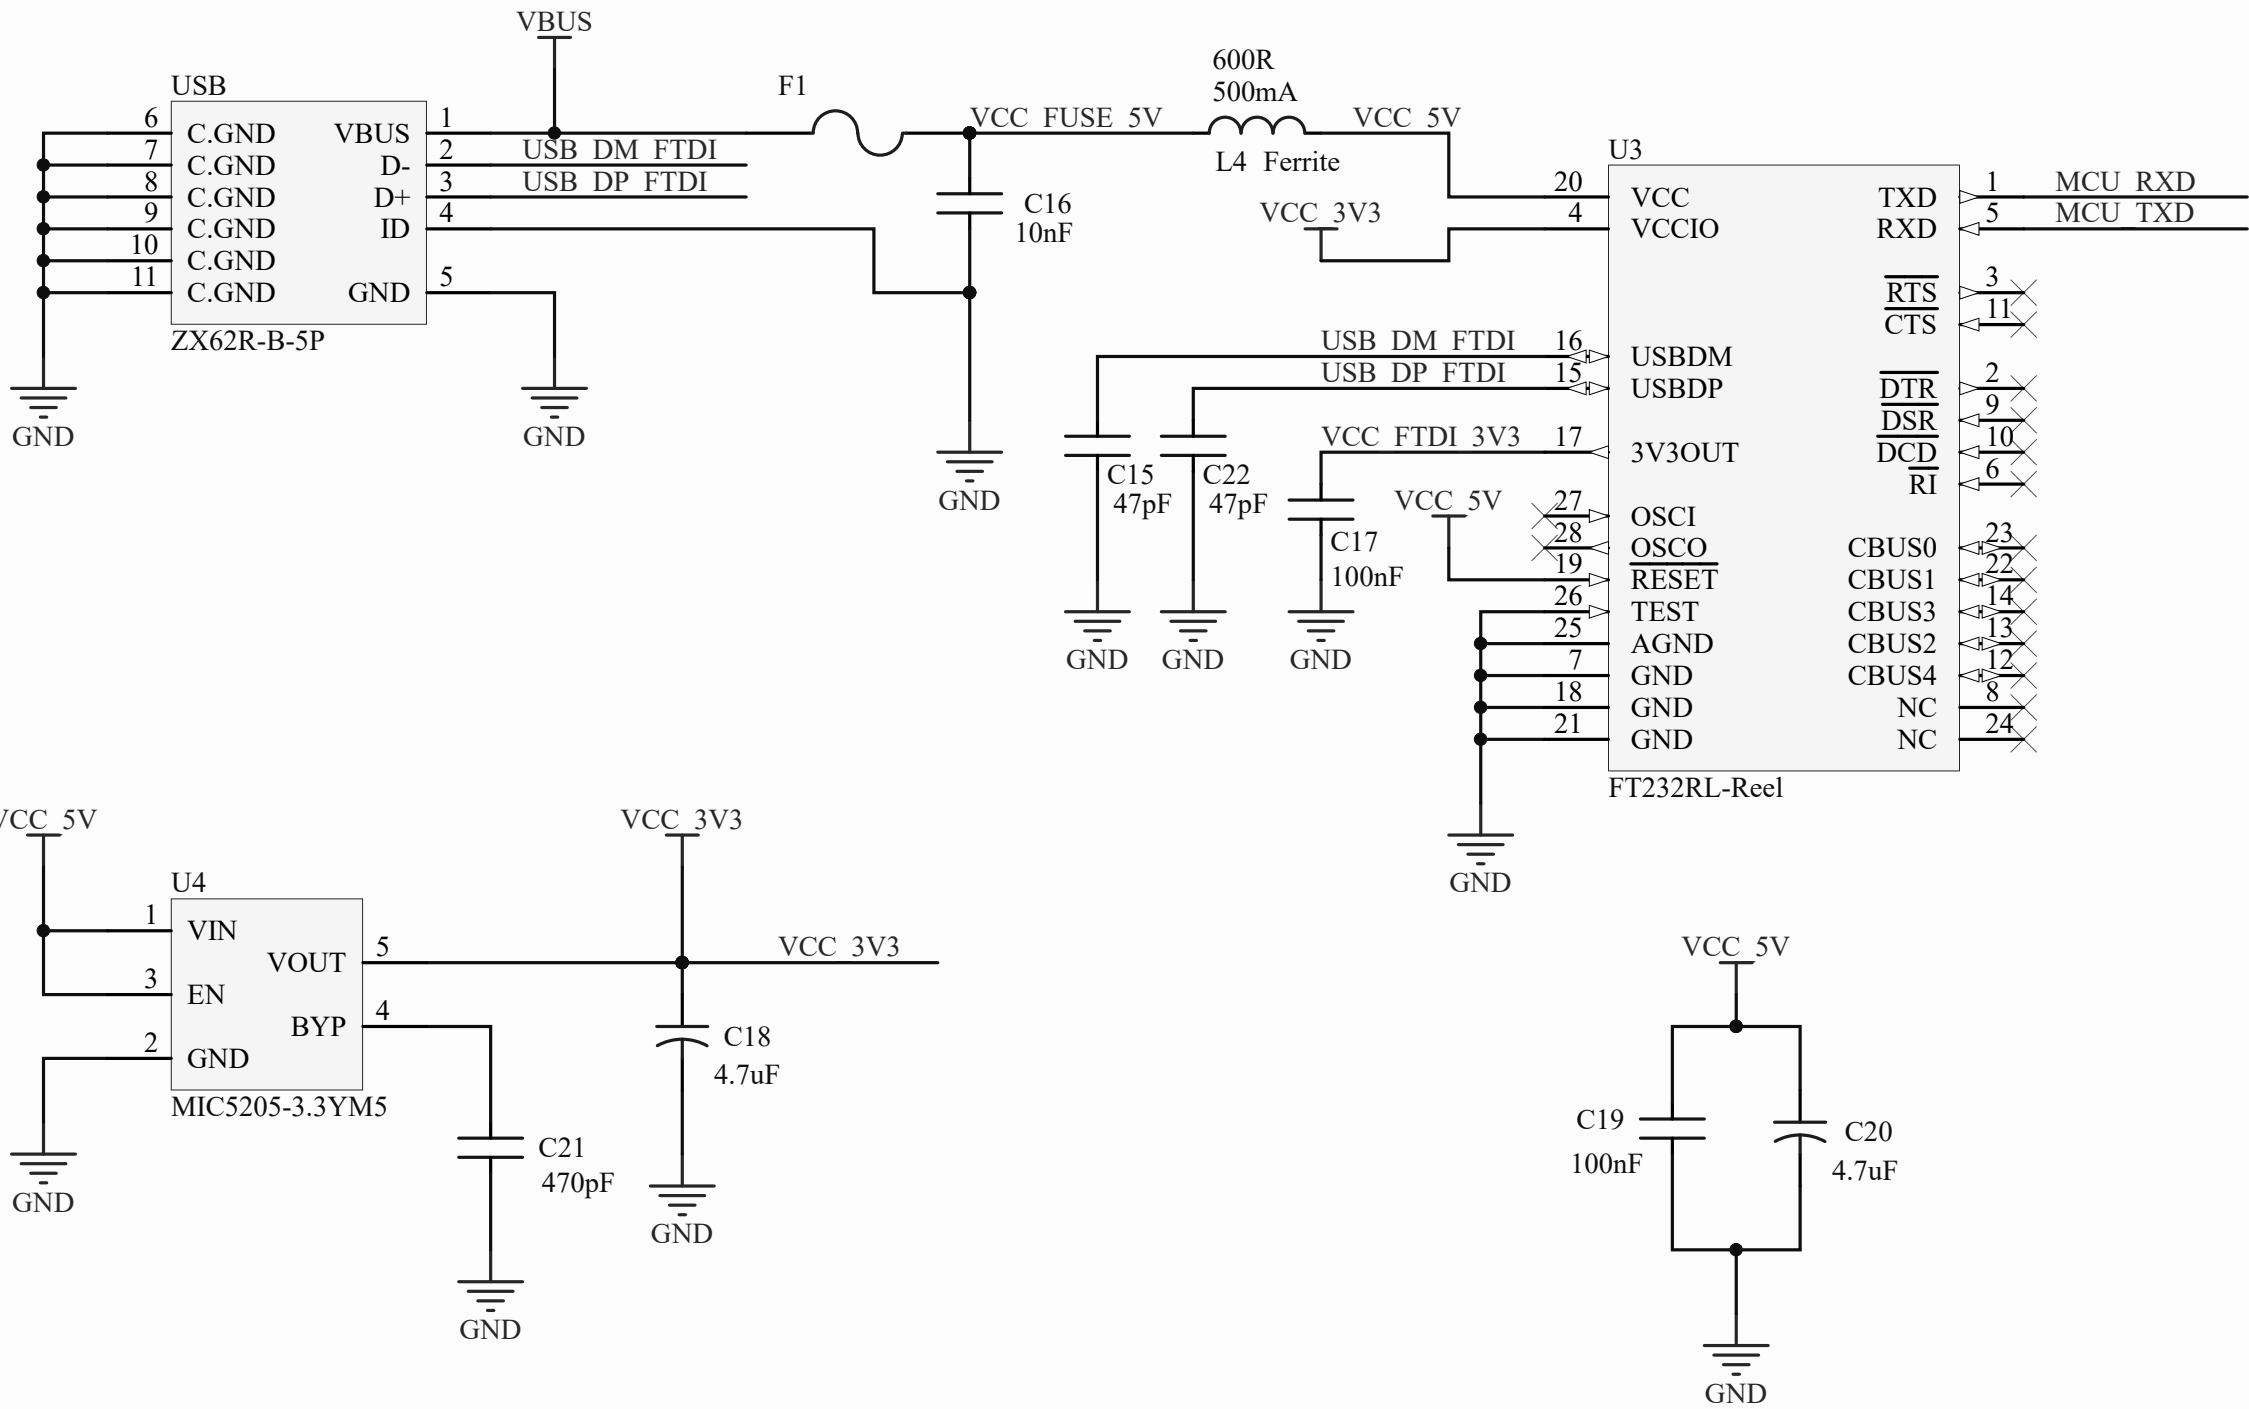 VBUS
USB
6
7
8
9
10
11
C.GND
C.GND
C.GND
C.GND
C.GND
C.GND
VBUS
D-
D+
ID
GND
1
2
3
4
5
USB_DM_FTDI
USB_DP_FTDI
ZX62R-B-5P
GND
GND
F1
VCC_FUSE_5V
C16
10nF
GND
600R
500mA
L4 Ferrite
VCC_5V
VCC_3V3
USB_DM_FTDI
USB_DP_FTDI
VCC_FTDI_3V3
C15
47pF
C22
47pF
C17
100nF
VCC_5V
GND
GND
GND
U3
20
4
16
15
17
27
28
19
26
25
7
18
21
VCC
VCCIO
USBDM
USBDP
3V3OUT
OSCI
OSCO
RESET
TEST
AGND
GND
GND
GND
TXD
RXD
RTS
CTS
DTR
DSR
DCD
RI
CBUS0
CBUS1
CBUS3
CBUS2
CBUS4
NC
NC
1
5
3
11
2
9
10
6
23
22
14
13
12
8
24
MCU_RXD
MCU_TXD
FT232RL-Reel
GND
VCC_5V
U4
1
3
2
VIN
EN
GND
VOUT
BYP
5
4
MIC5205-3.3YM5
GND
C21
470pF
GND
VCC_3V3
VCC_3V3
C18
4.7uF
GND
VCC_5V
C19
100nF
C20
4.7uF
GND